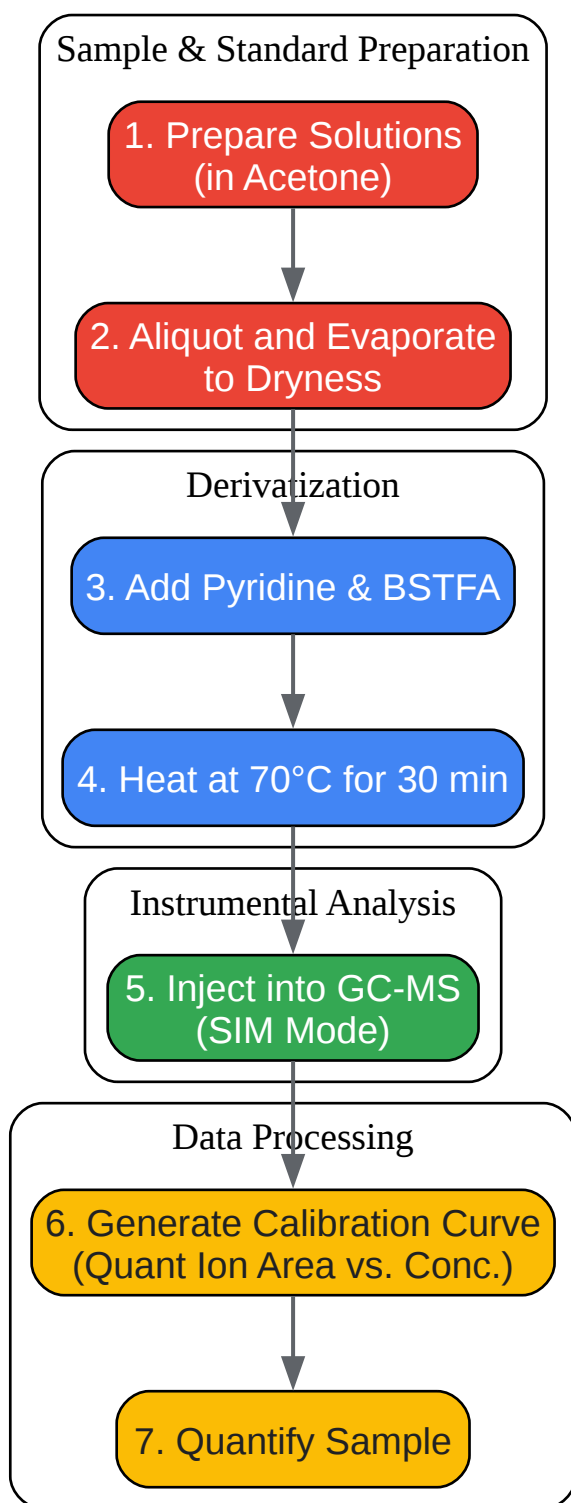 Sample & Standard Preparation
1. Prepare Solutions
(in Acetone)
2. Aliquot and Evaporate
to Dryness
Derivatization
3. Add Pyridine & BSTFA
4. Heat at 70°C for 30 min
Instrumental Analysis
5. Inject into GC-MS
(SIM Mode)
Data Processing
6. Generate Calibration Curve
(Quant Ion Area vs. Conc.)
7. Quantify Sample